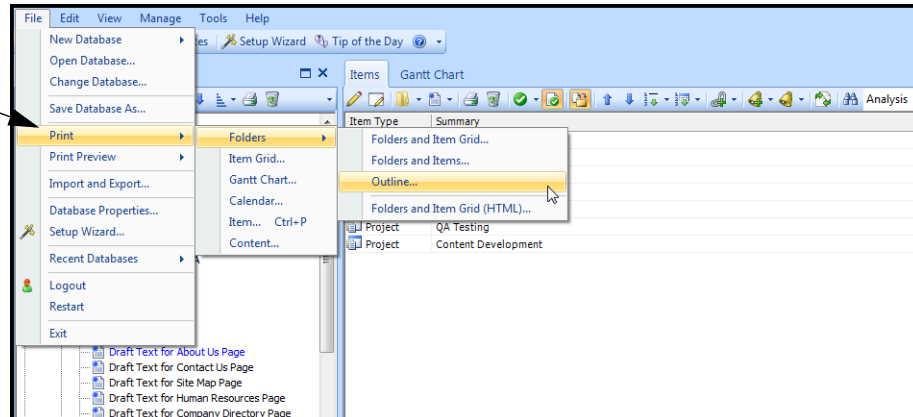 File Edit View Manage Tools Help
Setup Wizard Tip of the Day
New Database
Open Database...
Change Database...
Save Database As...
Print
Print Preview
Import and Export...
Database Properties...
Setup Wizard...
Recent Databases
Logout
Restart
Exit
Folders
Item Grid...
Gantt Chart...
Calendar...
Item... Ctrl+P
Content...
Folders and Item Grid...
Folders and Items...
Outline...
Folders and Item Grid (HTML)...
Items Gantt Chart
Analysis
Item Type Summary
Project QA Testing
Project Content Development
Draft Text for About Us Page
Draft Text for Contact Us Page
Draft Text for Site Map Page
Draft Text for Human Resources Page
Draft Text for Company Directory Page